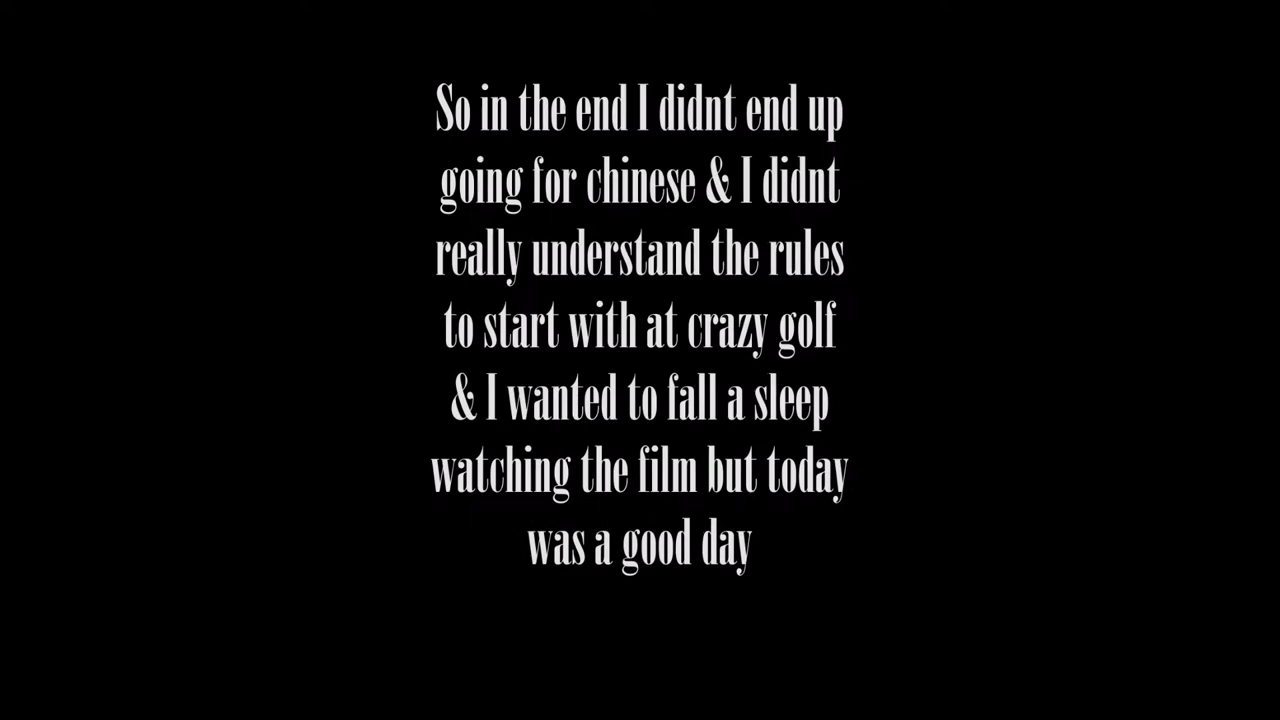 So in the end I didnt end up
going for chinese & I didnt
really understand the rules
to start with at crazy golf
& I wanted to fall a sleep
watching the film but today
was a good day